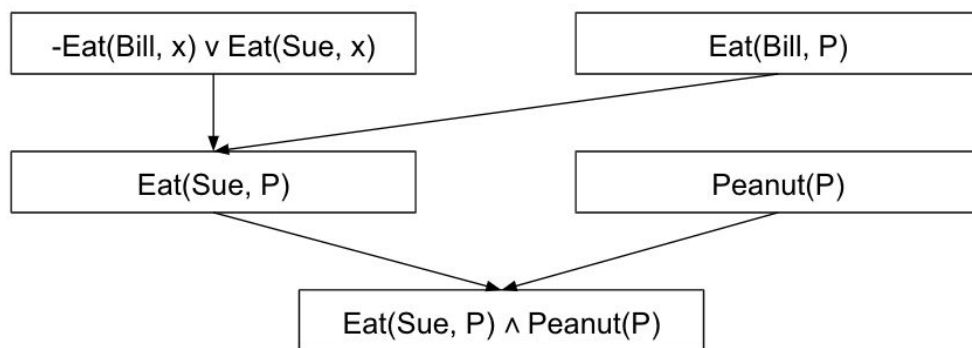 -Eat(Bill, x) v Eat(Sue, x)
Eat(Bill, P)
Eat(Sue, P)
Peanut(P)
Eat(Sue, P) ∧ Peanut(P)